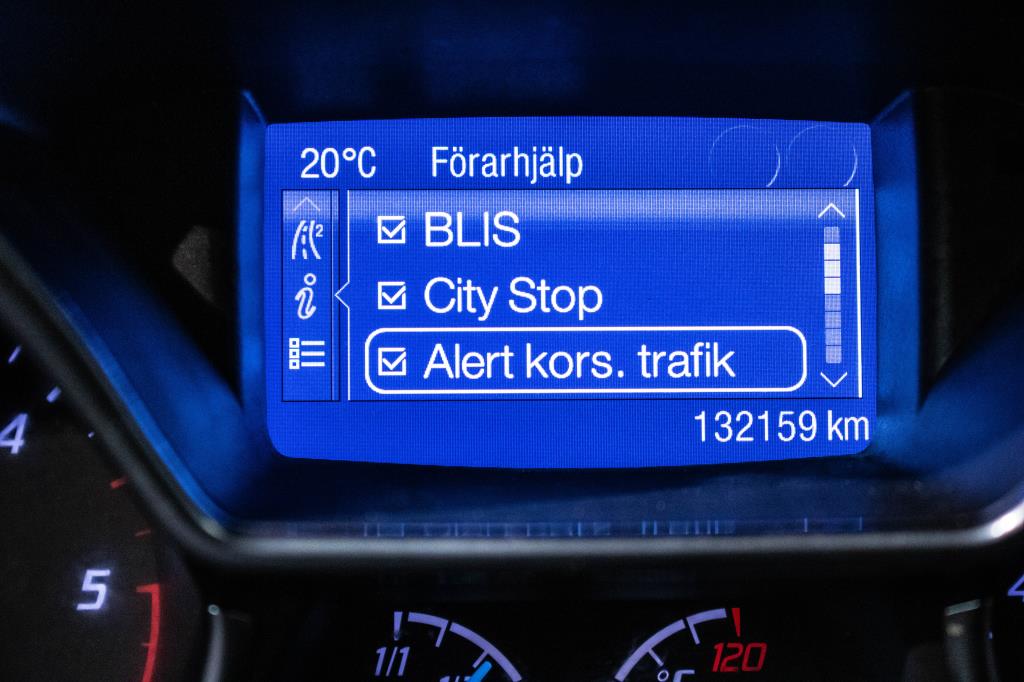 20°C Förarhjälp
BLIS
City Stop
Alert kors. trafik
132159 km
4
5
1/1
120
°C